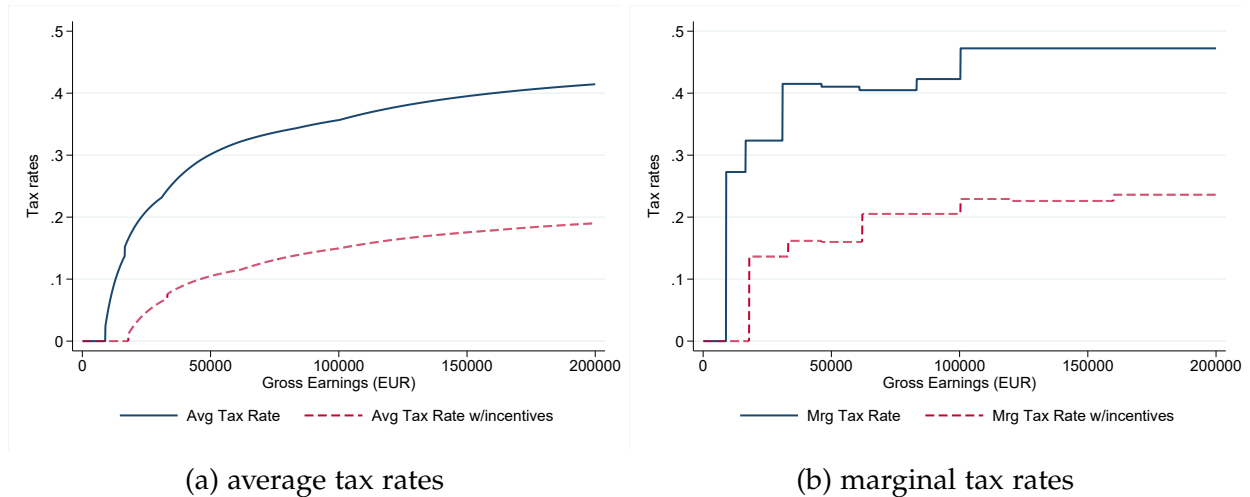 .5
.4
.3
.2
.1
0
Tax rates
0 50000 100000 150000 200000
Gross Earnings (EUR)
Avg Tax Rate Avg Tax Rate w/incentives
(a) average tax rates
.5
.4
.3
.2
.1
0
Tax rates
0 50000 100000 150000 200000
Gross Earnings (EUR)
Mrg Tax Rate Mrg Tax Rate w/incentives
(b) marginal tax rates